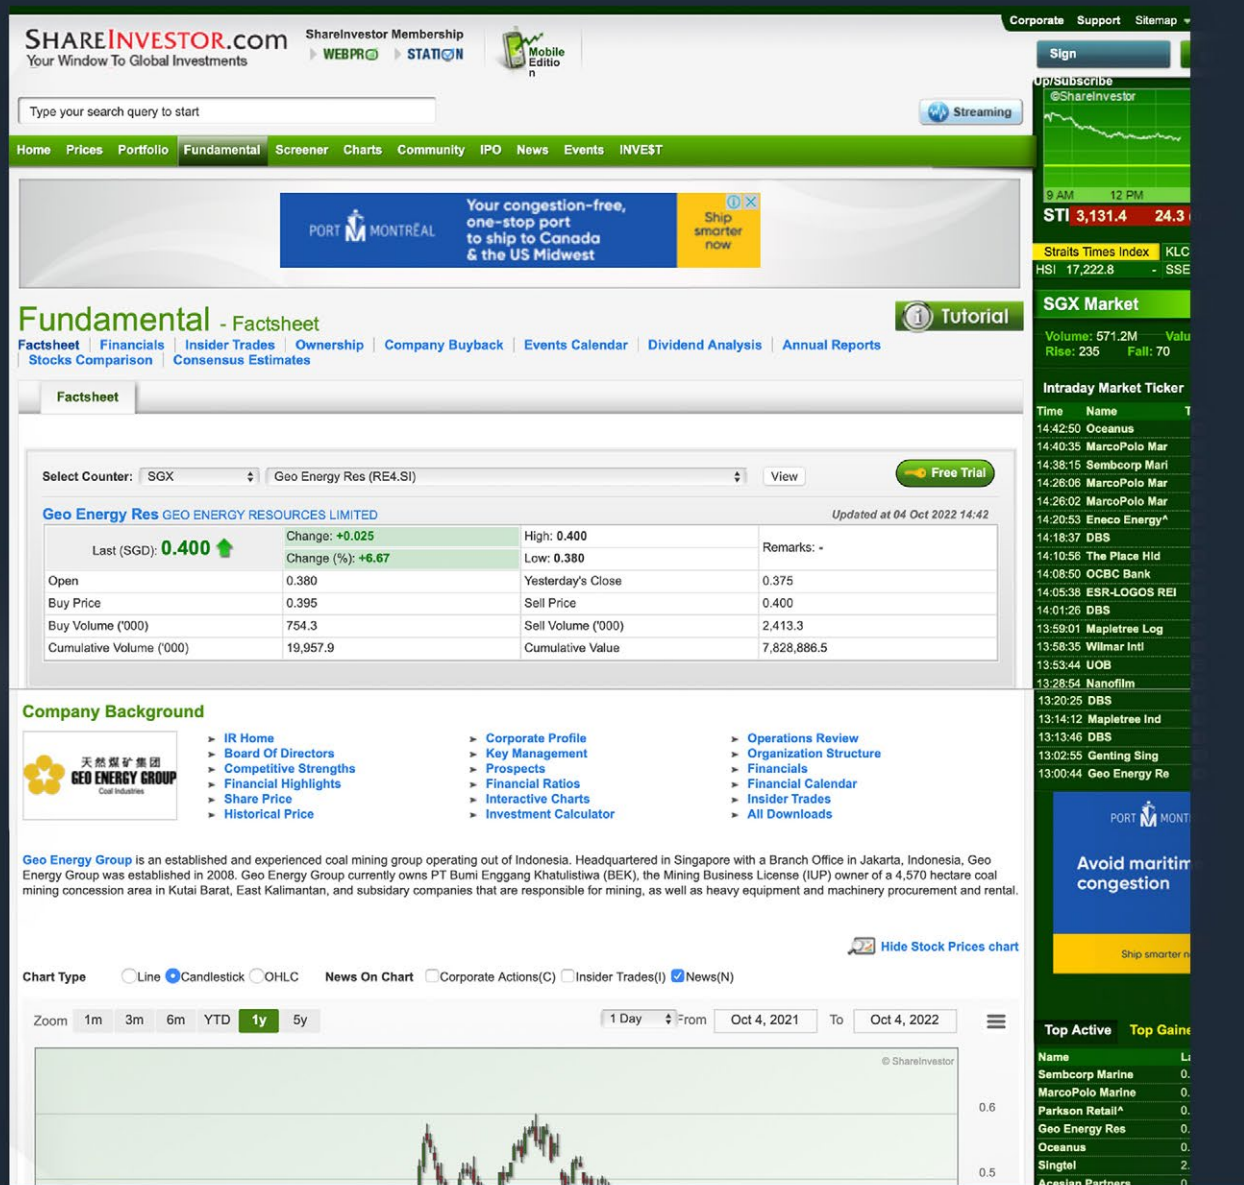 Corporate Support Sitemap
SHAREINVESTOR.com
Your Window To Global Investments
ShareInvestor Membership
WEBPRO STATION
Mobile
Editio
n
Sign
Up/Subscribe
Type your search query to start
Streaming
Home Prices Portfolio Fundamental Screener Charts Community IPO News Events INVE$T
©ShareInvestor
9 AM 12 PM
STI 3,131.4 24.3
Straits Times Index KLC
HSI 17,222.8 - SSE
PORT MONTRÉAL
Your congestion-free,
one-stop port
to ship to Canada
& the US Midwest
Ship
smarter
now
Fundamental - Factsheet
Tutorial
Factsheet Financials Insider Trades Ownership Company Buyback Events Calendar Dividend Analysis Annual Reports
Stocks Comparison Consensus Estimates
Factsheet
Select Counter: SGX Geo Energy Res (RE4.SI) View Free Trial
Geo Energy Res GEO ENERGY RESOURCES LIMITED Updated at 04 Oct 2022 14:42
Last (SGD): 0.400
Change: +0.025 High: 0.400
Remarks: -
Change (%): +6.67 Low: 0.380
Open 0.380 Yesterday's Close 0.375
Buy Price 0.395 Sell Price 0.400
Buy Volume ('000) 754.3 Sell Volume ('000) 2,413.3
Cumulative Volume ('000) 19,957.9 Cumulative Value 7,828,886.5
SGX Market
Volume: 571.2M Valu
Rise: 235 Fall: 70
Intraday Market Ticker
Time Name T
14:42:50 Oceanus
14:40:35 MarcoPolo Mar
14:38:15 Sembcorp Mari
14:26:06 MarcoPolo Mar
14:26:02 MarcoPolo Mar
14:20:53 Eneco Energy^
14:18:37 DBS
14:10:56 The Place Hld
14:08:50 OCBC Bank
14:05:38 ESR-LOGOS REI
14:01:26 DBS
13:59:01 Mapletree Log
13:58:35 Wilmar Intl
13:53:44 UOB
13:28:54 Nanofilm
13:20:25 DBS
13:14:12 Mapletree Ind
13:13:46 DBS
13:02:55 Genting Sing
13:00:44 Geo Energy Re
Company Background
天然煤矿集团
GEO ENERGY GROUP
Coal Industries
IR Home Corporate Profile Operations Review
Board Of Directors Key Management Organization Structure
Competitive Strengths Prospects Financials
Financial Highlights Financial Ratios Financial Calendar
Share Price Interactive Charts Insider Trades
Historical Price Investment Calculator All Downloads
Geo Energy Group is an established and experienced coal mining group operating out of Indonesia. Headquartered in Singapore with a Branch Office in Jakarta, Indonesia, Geo
Energy Group was established in 2008. Geo Energy Group currently owns PT Bumi Enggang Khatulistiwa (BEK), the Mining Business License (IUP) owner of a 4,570 hectare coal
mining concession area in Kutai Barat, East Kalimantan, and subsidary companies that are responsible for mining, as well as heavy equipment and machinery procurement and rental.
PORT MONT
Avoid maritim
congestion
Ship smarter n
Hide Stock Prices chart
Chart Type Line Candlestick OHLC News On Chart Corporate Actions(C) Insider Trades(I) News(N)
Zoom 1m 3m 6m YTD 1y 5y 1 Day From Oct 4, 2021 To Oct 4, 2022
© ShareInvestor
0.6
0.5
Top Active Top Gaine
Name La
Sembcorp Marine 0.
MarcoPolo Marine 0.
Parkson Retail^ 0.
Geo Energy Res 0.
Oceanus 0.
Singtel 2.
Acesian Partners 0.